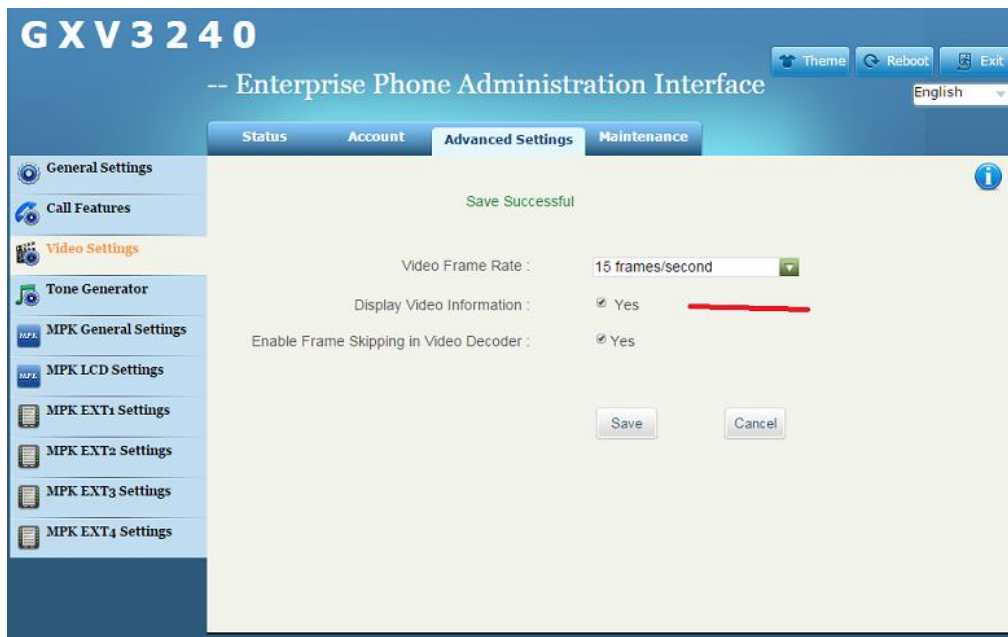 GXV3240
-- Enterprise Phone Administration Interface
Theme
Reboot
Exit
English
Status
Account
Advanced Settings
Maintenance
General Settings
Call Features
Video Settings
Tone Generator
MPK General Settings
MPK LCD Settings
MPK EXT1 Settings
MPK EXT2 Settings
MPK EXT3 Settings
MPK EXT4 Settings
Save Successful
Video Frame Rate : 15 frames/second
Display Video Information : Yes
Enable Frame Skipping in Video Decoder : Yes
Save
Cancel